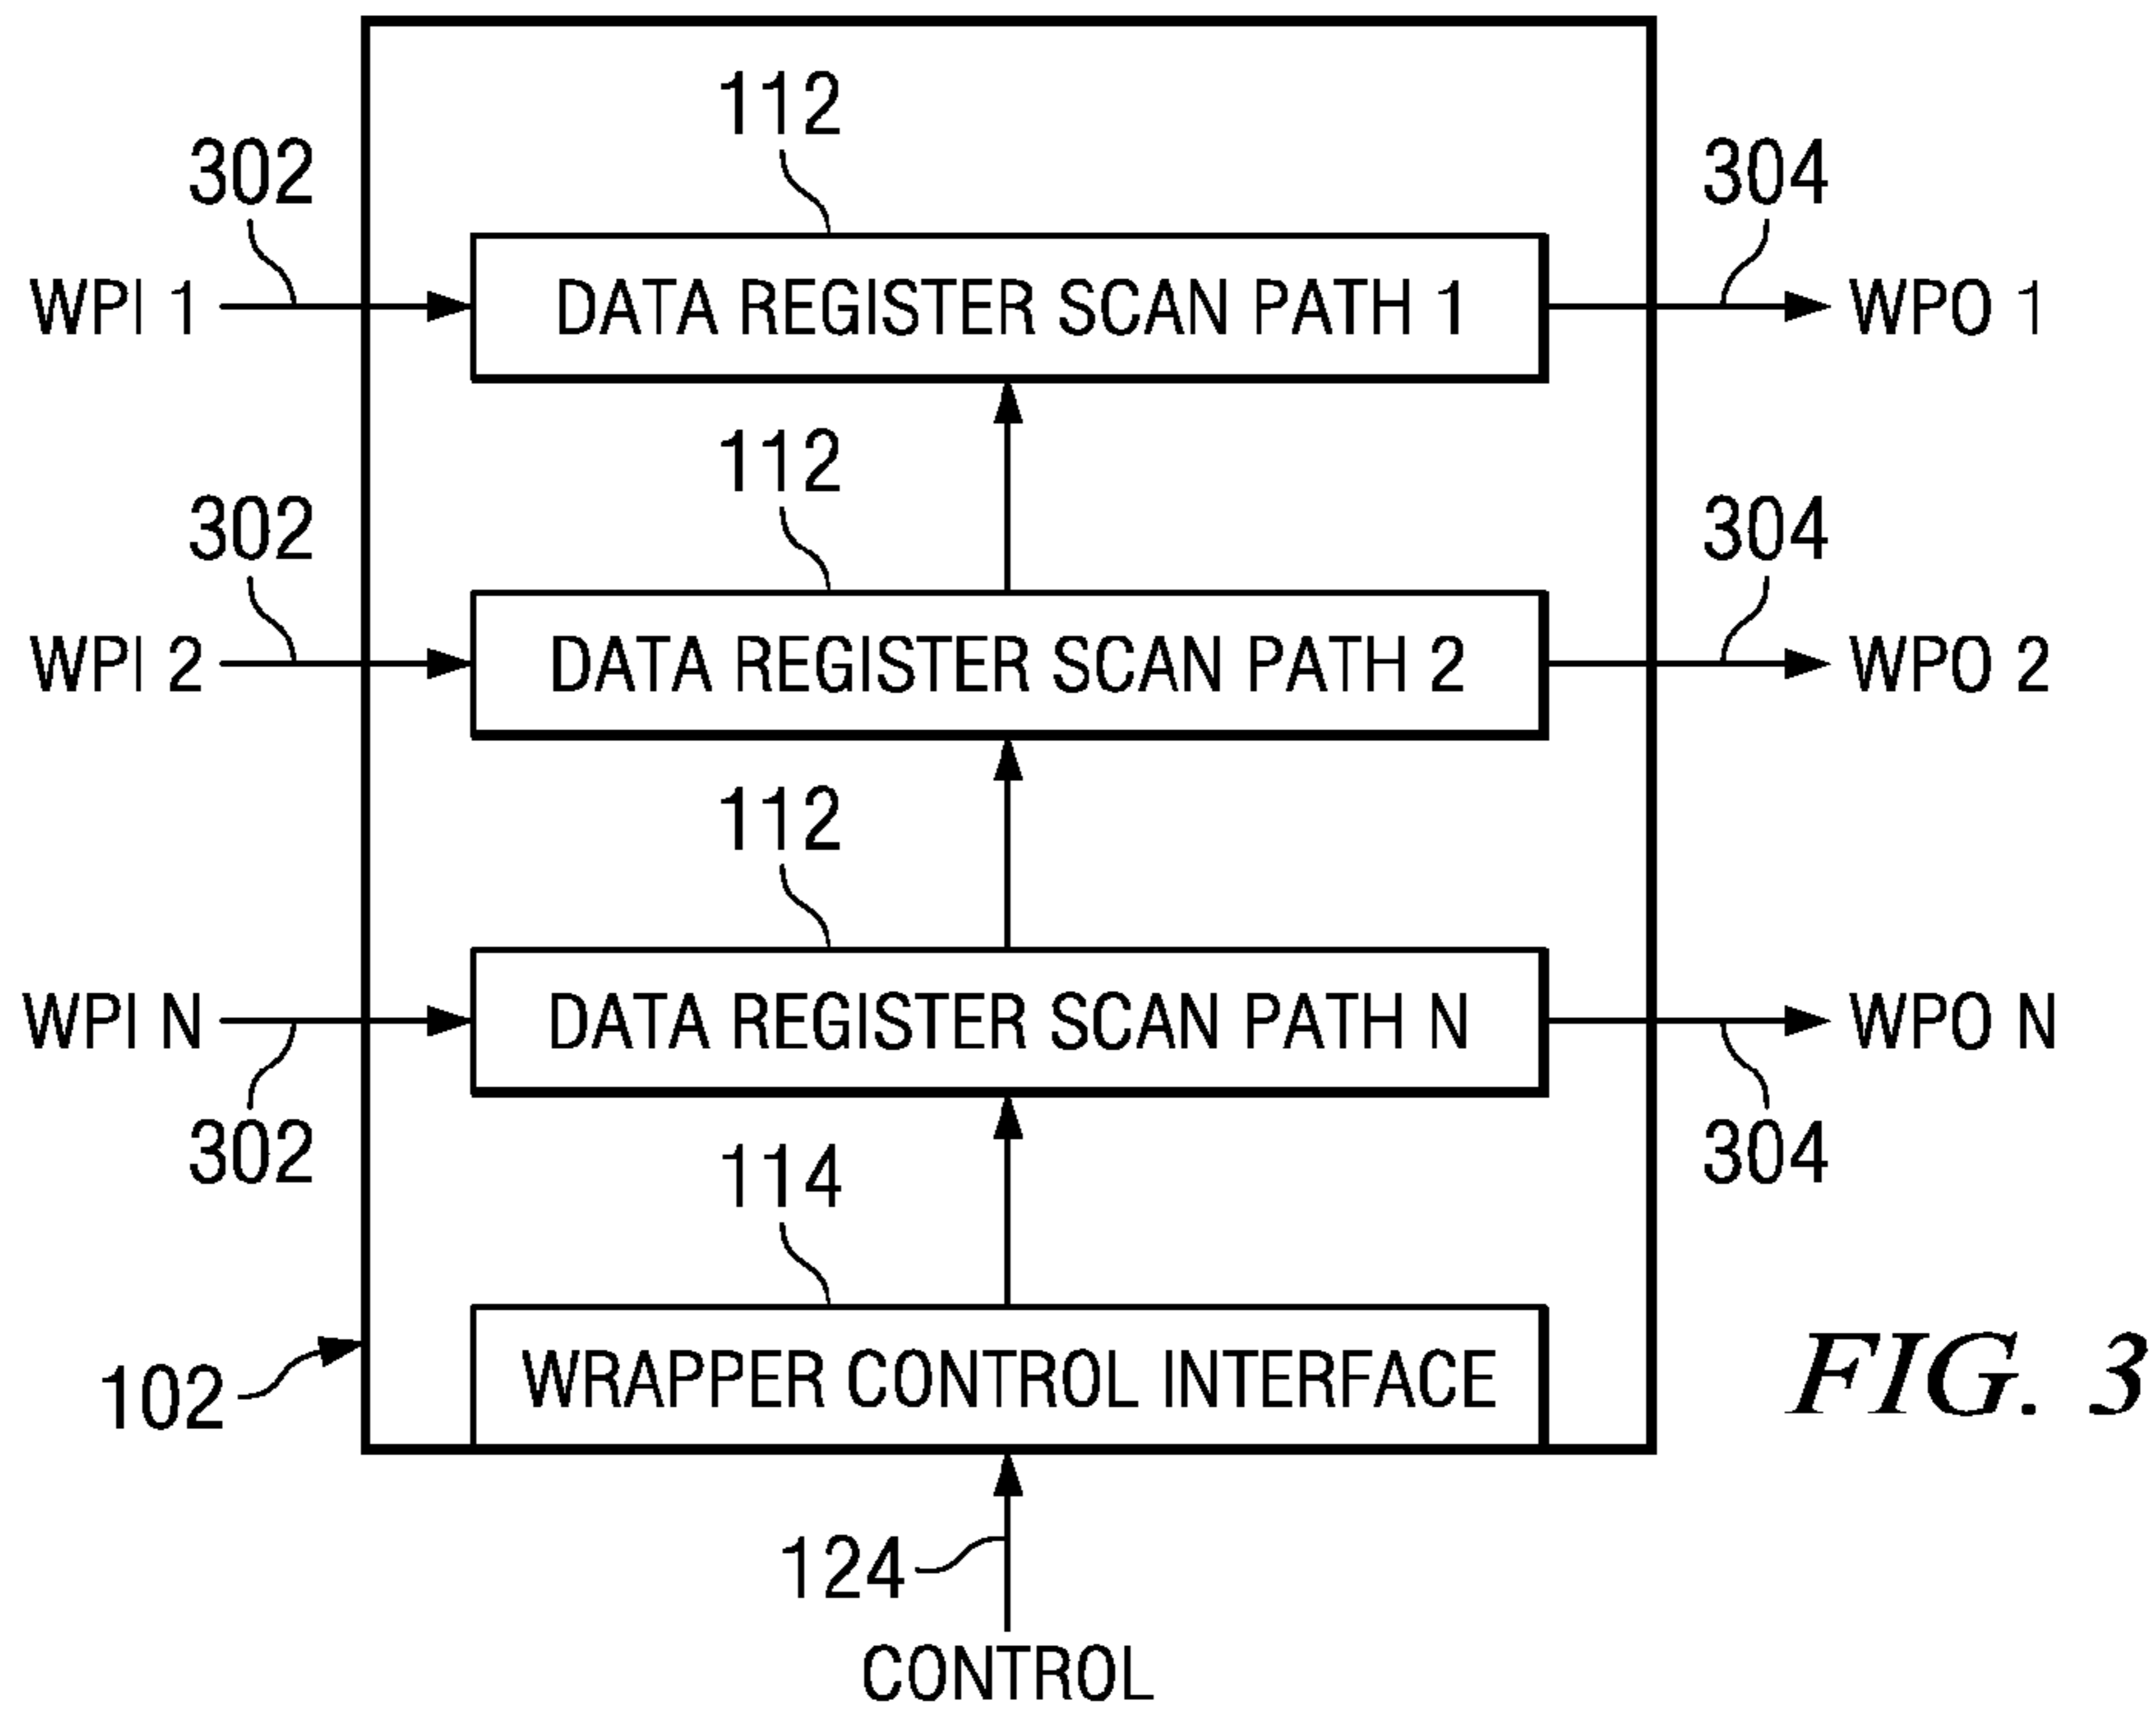 112
302
304
WPI 1
DATA REGISTER SCAN PATH 1
WPO 1
112
302
304
WPI 2
DATA REGISTER SCAN PATH 2
WPO 2
112
WPI N
DATA REGISTER SCAN PATH N
WPO N
302
114
304
102
WRAPPER CONTROL INTERFACE
FIG. 3
124
CONTROL